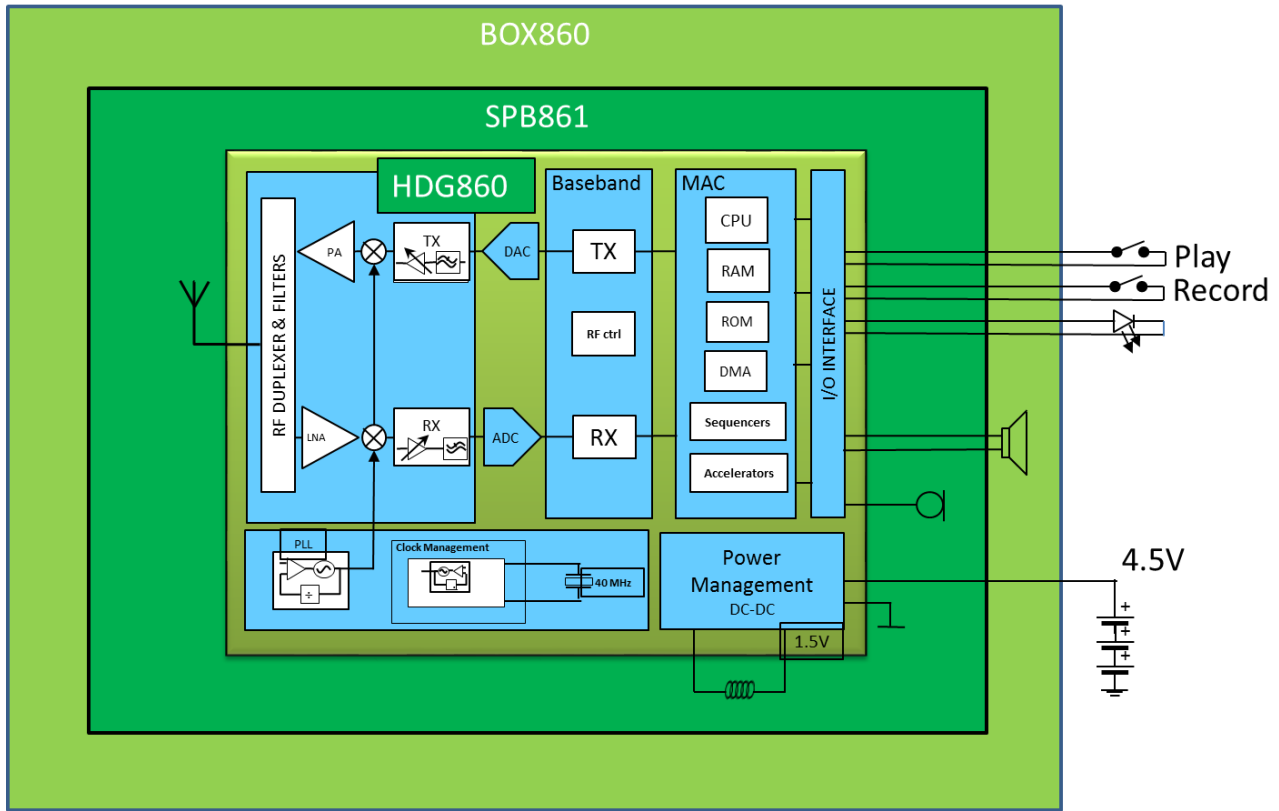 BOX860
SPB861
HDG860
Baseband
MAC
RF DUPLEXER & FILTERS
PA
TX
DAC
TX
CPU
RAM
RF ctrl
ROM
DMA
LNA
RX
ADC
RX
Sequencers
Accelerators
I/O INTERFACE
Play
Record
PLL
÷
Clock Management
40 MHz
Power
Management
DC-DC
1.5V
4.5V
+
+
+